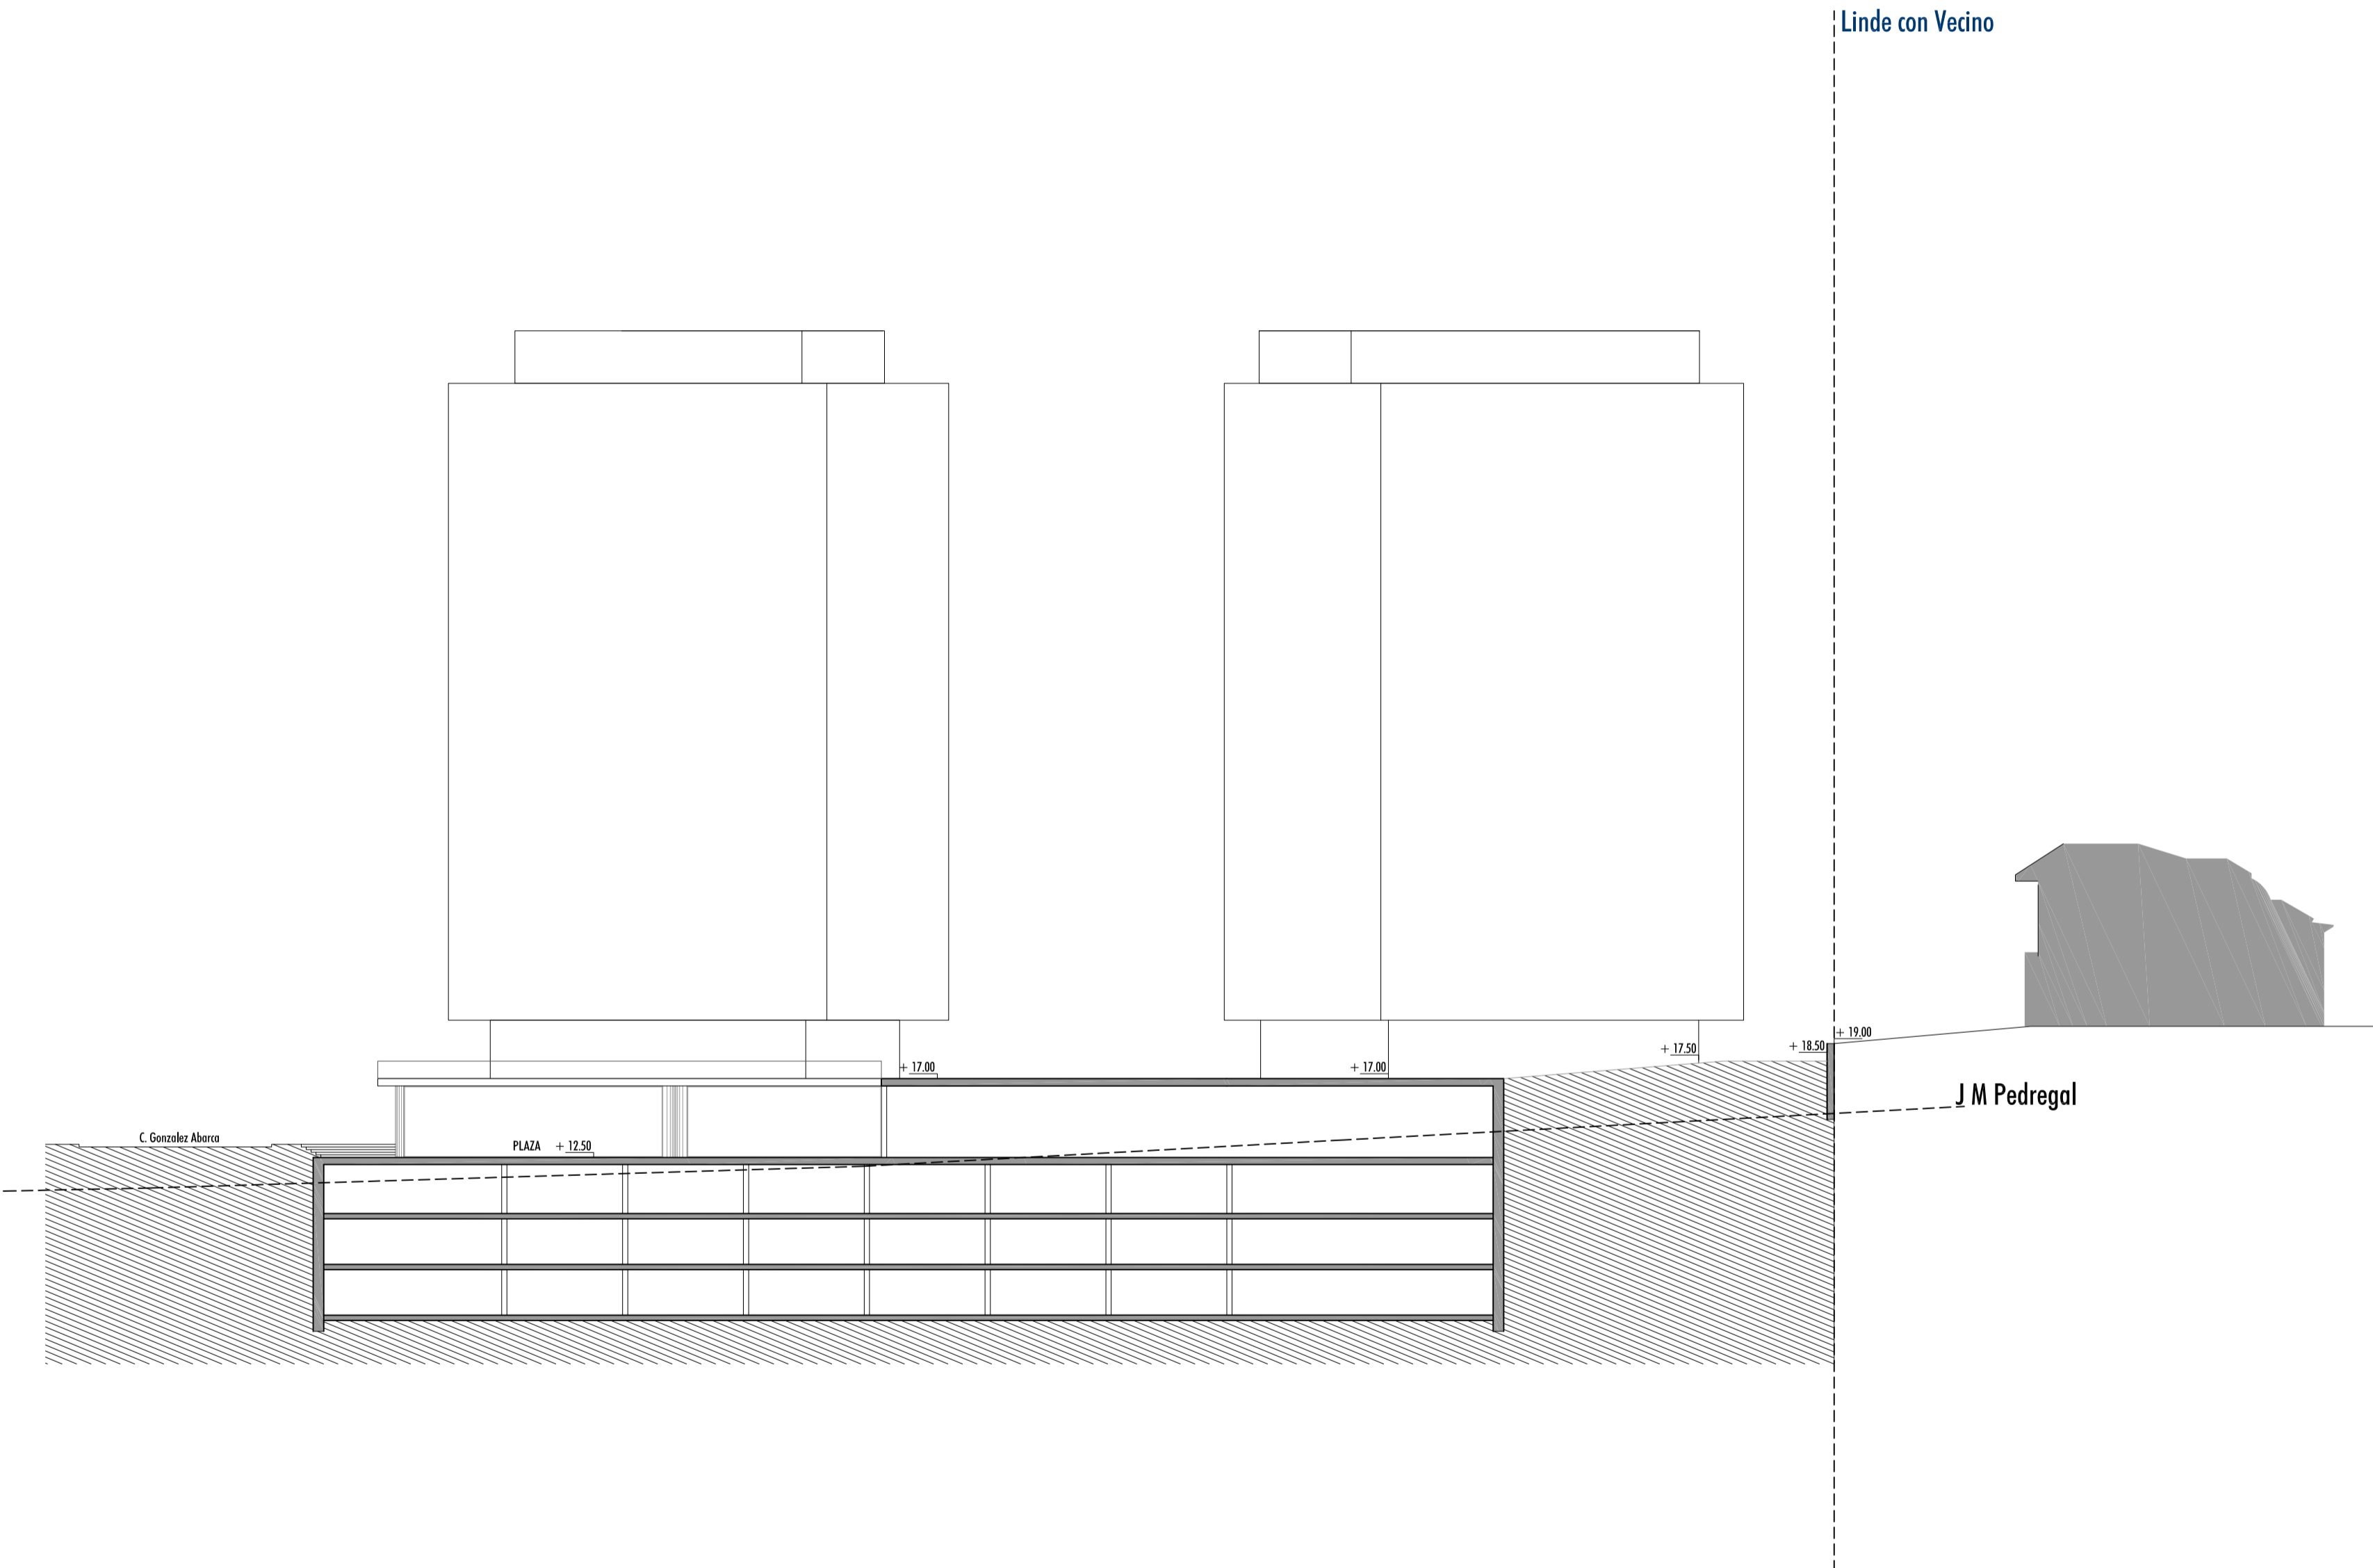 Linde con Vecino
+ 19.00
+ 18.50
+ 17.50
+ 17.00
+ 17.00
J M Pedregal
C. Gonzalez Abarca
PLAZA + 12.50